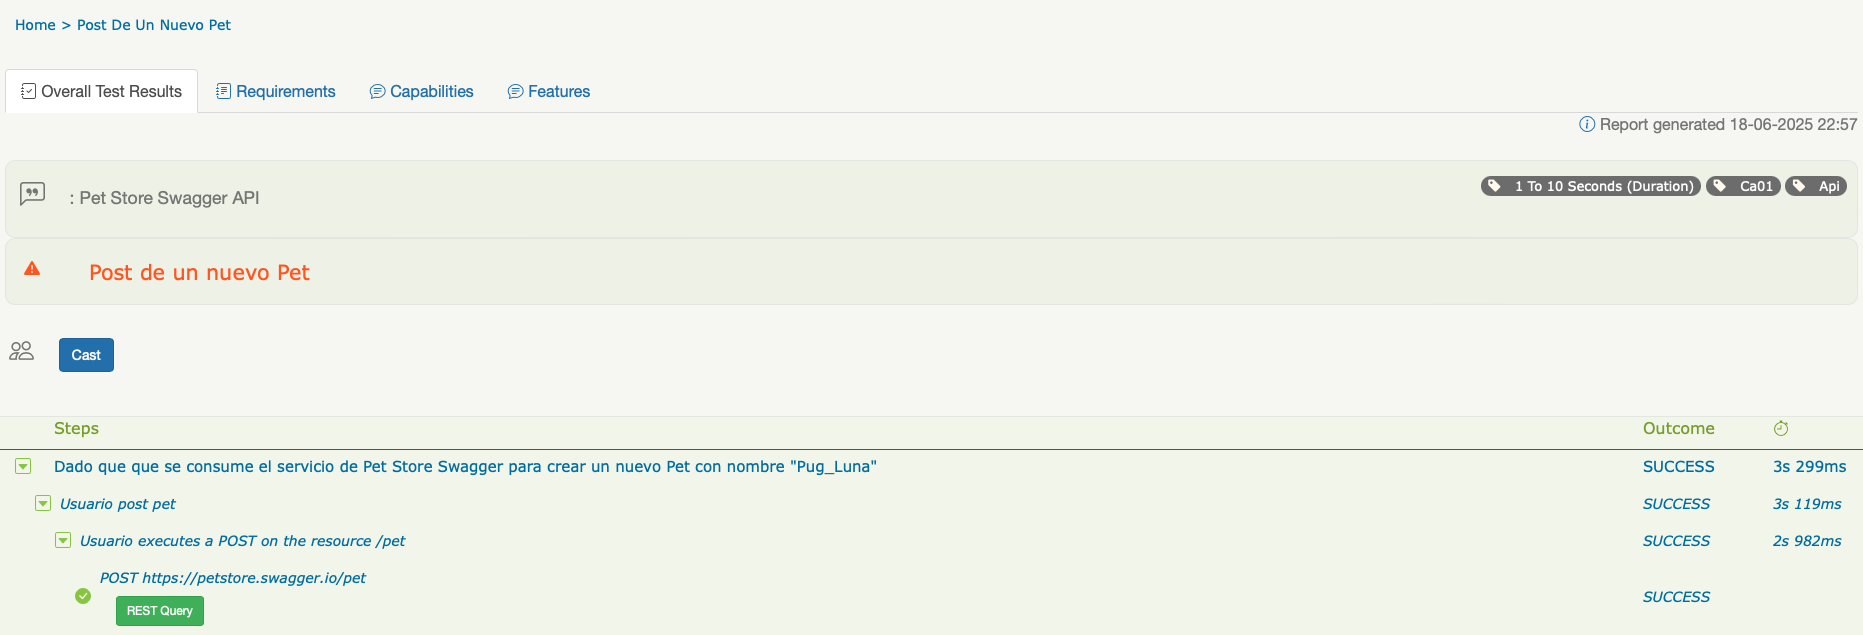 Home > Post De Un Nuevo Pet
Overall Test Results Requirements Capabilities Features
Report generated 18-06-2025 22:57
: Pet Store Swagger API 1 To 10 Seconds (Duration) Ca01 Api
Post de un nuevo Pet
Cast
Steps Outcome
Dado que que se consume el servicio de Pet Store Swagger para crear un nuevo Pet con nombre "Pug_Luna" SUCCESS 3s 299ms
Usuario post pet SUCCESS 3s 119ms
Usuario executes a POST on the resource /pet SUCCESS 2s 982ms
POST https://petstore.swagger.io/pet
REST Query SUCCESS